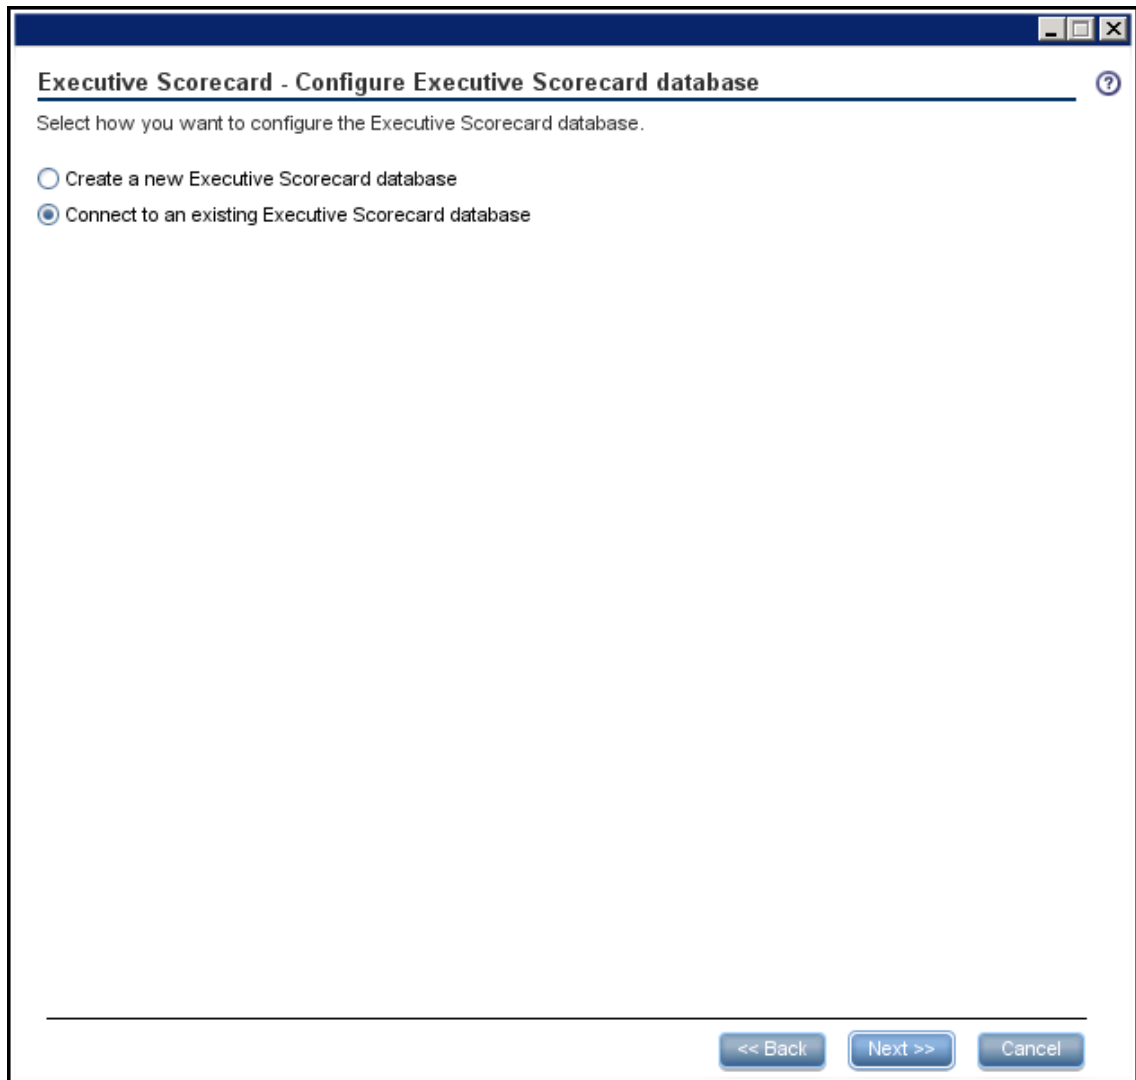 Executive Scorecard - Configure Executive Scorecard database
Select how you want to configure the Executive Scorecard database.
Create a new Executive Scorecard database
Connect to an existing Executive Scorecard database
<< Back Next >> Cancel